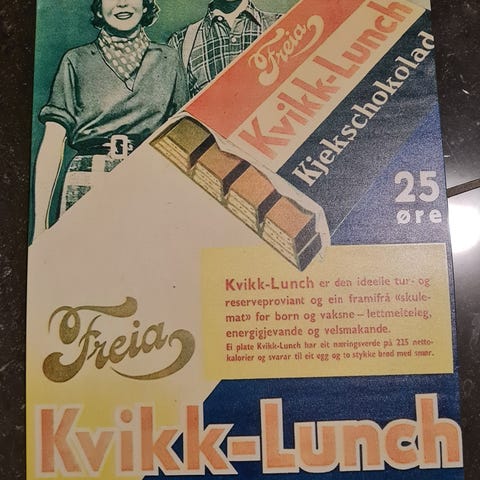 Freia
Kvikk-Lunch
Kjekschokolad
25
øre
Kvikk-Lunch er den ideelle tur- og
reserveproviant og ein framifrå «skule-
mat» for born og vaksne – lettmelteleg,
energigjevande og velsmakande.
Ei plate Kvikk-Lunch har eit næringsverde på 225 netto-
kalorier og svarar til eit egg og to stykke brød med smør.
Freia
Kvikk-Lunch